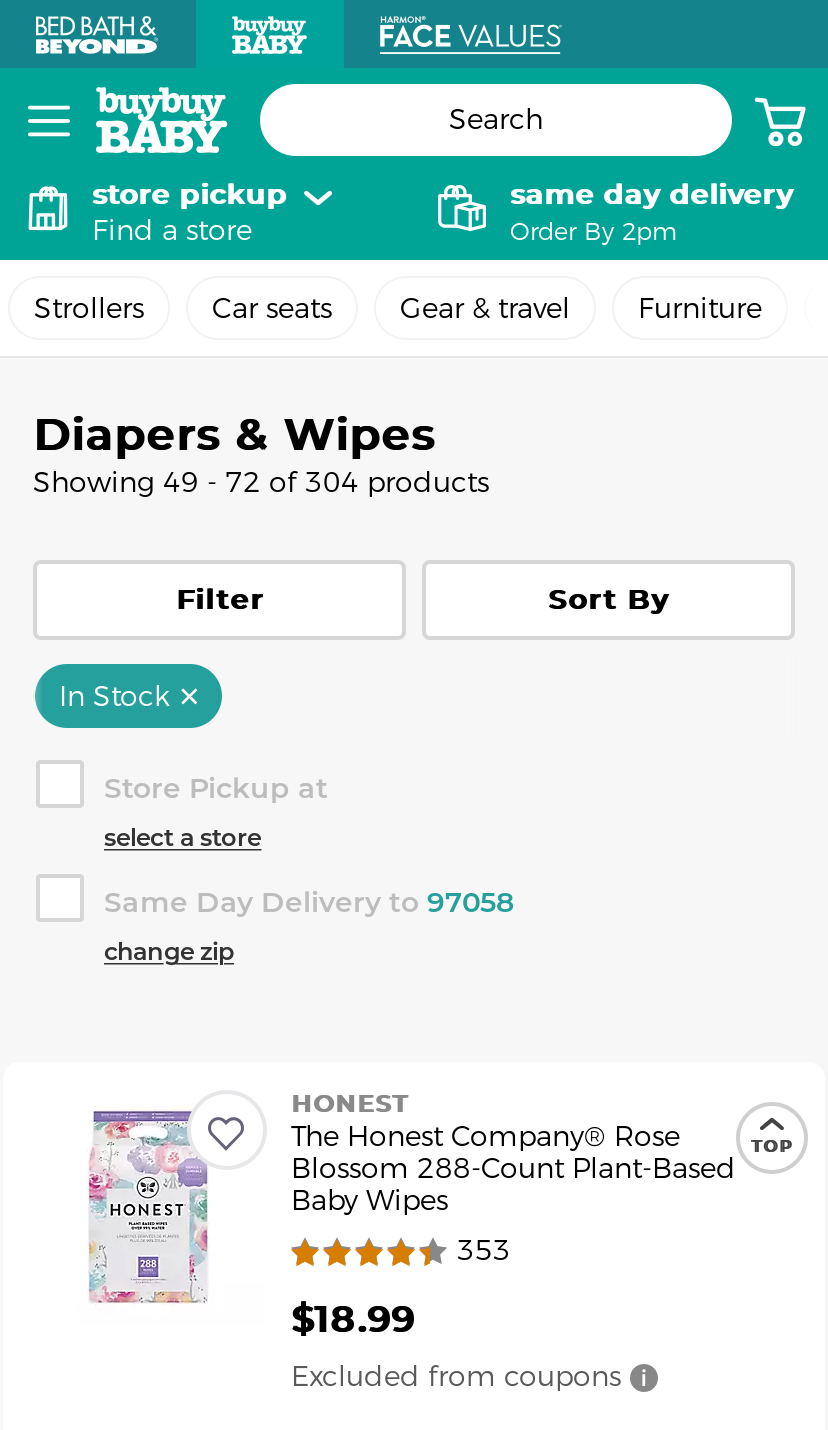 BED BATH &
BEYOND
buybuy
BABY
HARMON®
FACE VALUES
buybuy
BABY
Search
store pickup
Find a store
same day delivery
Order By 2pm
Strollers
Car seats
Gear & travel
Furniture
Diapers & Wipes
Showing 49 - 72 of 304 products
Filter
Sort By
In Stock ×
Store Pickup at
select a store
Same Day Delivery to 97058
change zip
HONEST
The Honest Company® Rose
Blossom 288-Count Plant-Based
Baby Wipes
TOP
353
$18.99
Excluded from coupons
HONEST
PLANT-BASED WIPES
OVER 99% WATER
288